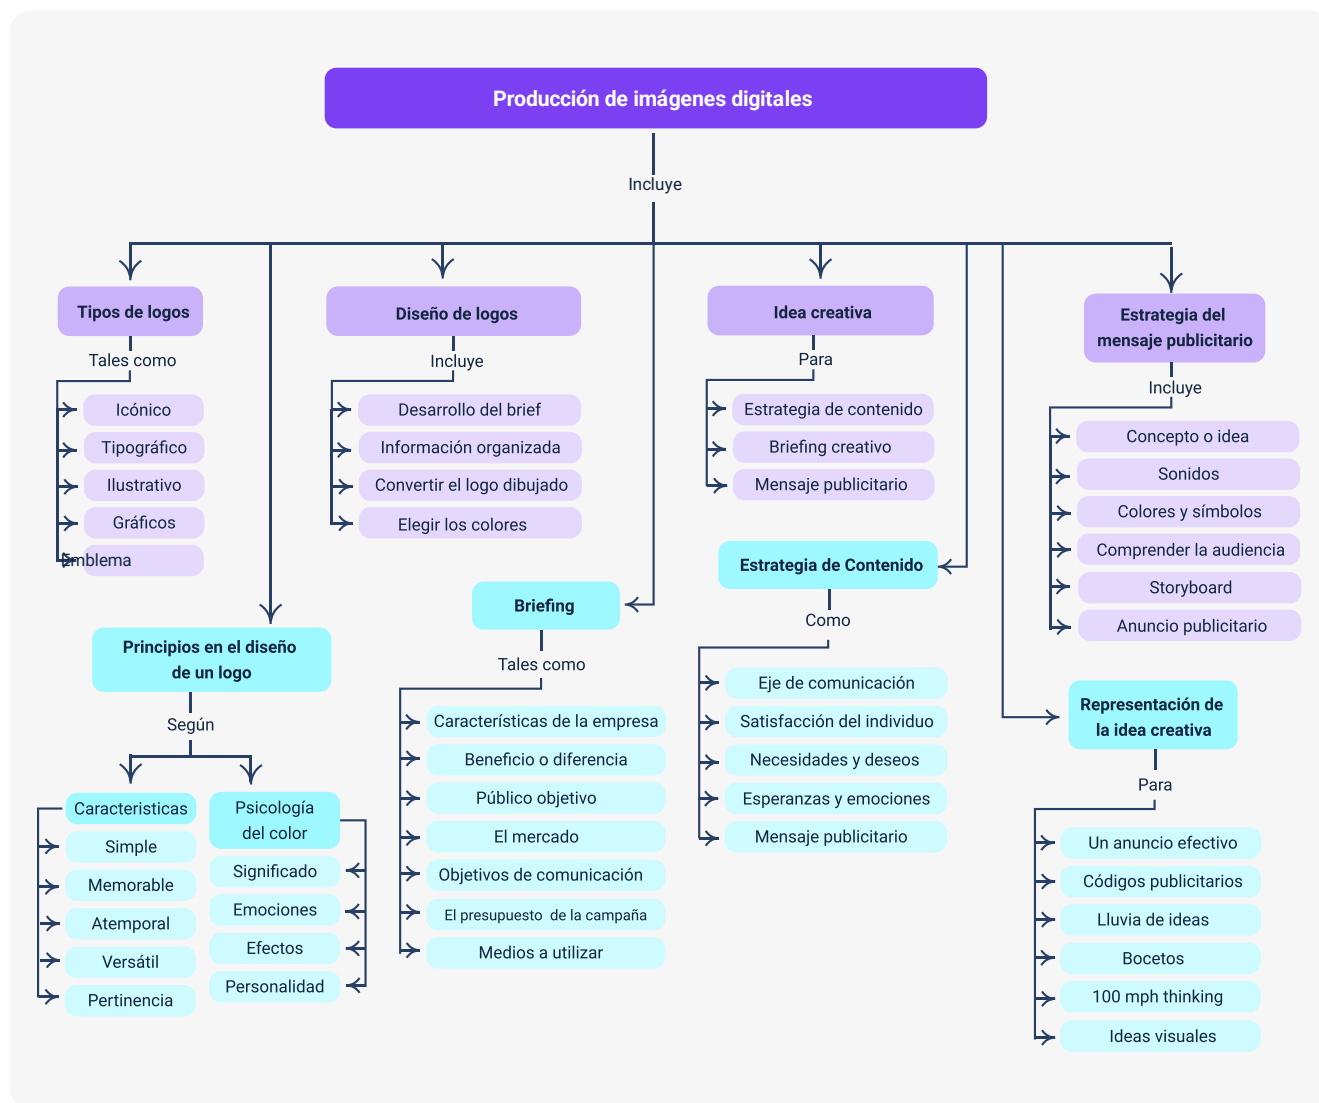 Producción de imágenes digitales
Incluye
Tipos de logos
Tales como
Icónico
Tipográfico
Ilustrativo
Gráficos
Emblema
Principios en el diseño
de un logo
Según
Caracteristicas
Simple
Memorable
Atemporal
Versátil
Pertinencia
Psicología
del color
Significado
Emociones
Efectos
Personalidad
Diseño de logos
Incluye
Desarrollo del brief
Información organizada
Convertir el logo dibujado
Elegir los colores
Briefing
Tales como
Características de la empresa
Beneficio o diferencia
Público objetivo
El mercado
Objetivos de comunicación
El presupuesto de la campaña
Medios a utilizar
Idea creativa
Para
Estrategia de contenido
Briefing creativo
Mensaje publicitario
Estrategia de Contenido
Como
Eje de comunicación
Satisfacción del individuo
Necesidades y deseos
Esperanzas y emociones
Mensaje publicitario
Estrategia del
mensaje publicitario
Incluye
Concepto o idea
Sonidos
Colores y símbolos
Comprender la audiencia
Storyboard
Anuncio publicitario
Representación de
la idea creativa
Para
Un anuncio efectivo
Códigos publicitarios
Lluvia de ideas
Bocetos
100 mph thinking
Ideas visuales